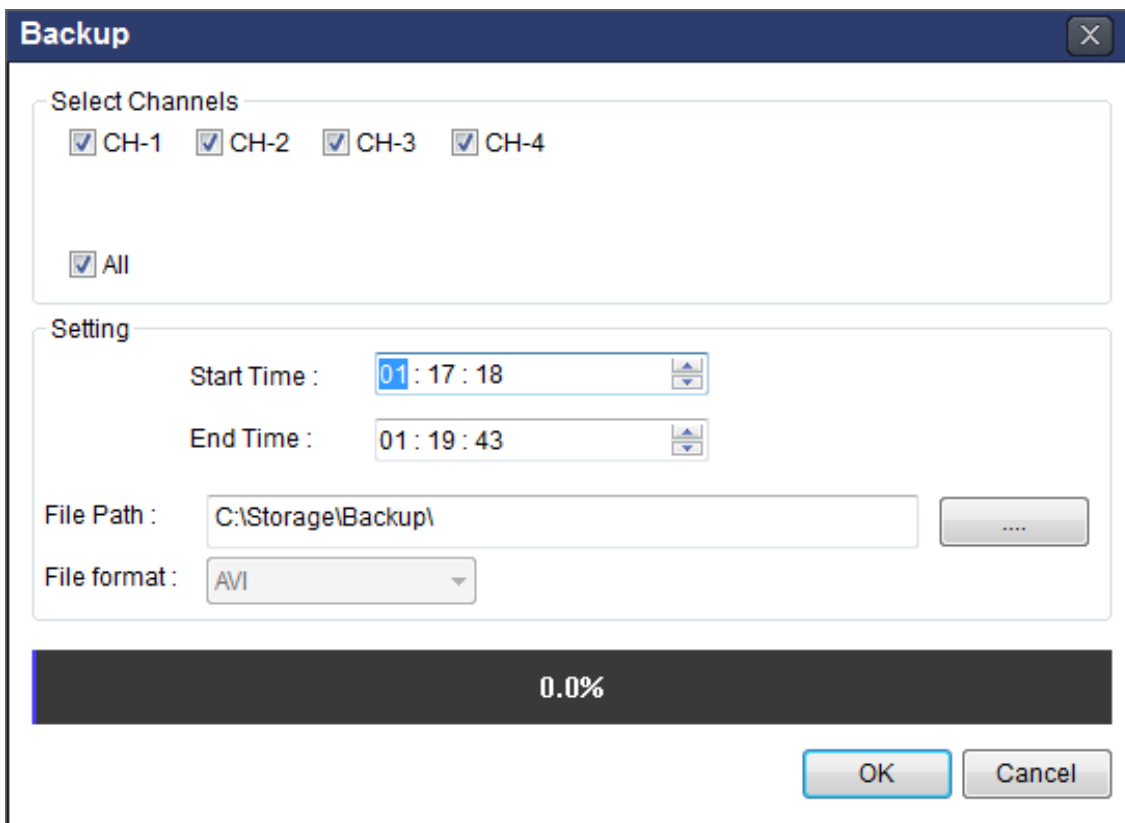 Backup
Select Channels
CH-1 CH-2 CH-3 CH-4
All
Setting
Start Time : 01 : 17 : 18
End Time : 01 : 19 : 43
File Path : C:\Storage\Backup\ ....
File format : AVI
0.0%
OK Cancel